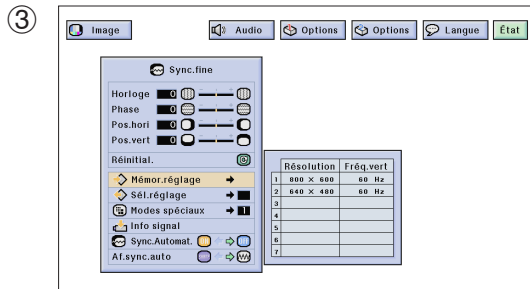 3
Image Audio Options Options Langue État
Sync.fine
Horloge 0
Phase 0
Pos.hori 0
Pos.vert 0
Réinitial.
Mémor.réglage
Sél.réglage
Modes spéciaux 1
Info signal
Sync.Automat.
Af.sync.auto
Résolution Fréq.vert
1 800 × 600 60 Hz
2 640 × 480 60 Hz
3
4
5
6
7